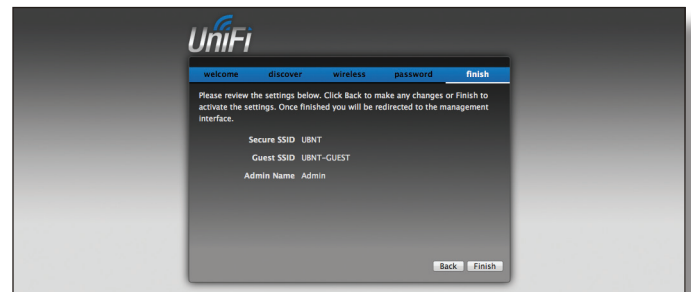 UniFi
welcome discover wireless password finish
Please review the settings below. Click Back to make any changes or Finish to
activate the settings. Once finished you will be redirected to the management
interface.
Secure SSID UBNT
Guest SSID UBNT-GUEST
Admin Name Admin
Back Finish